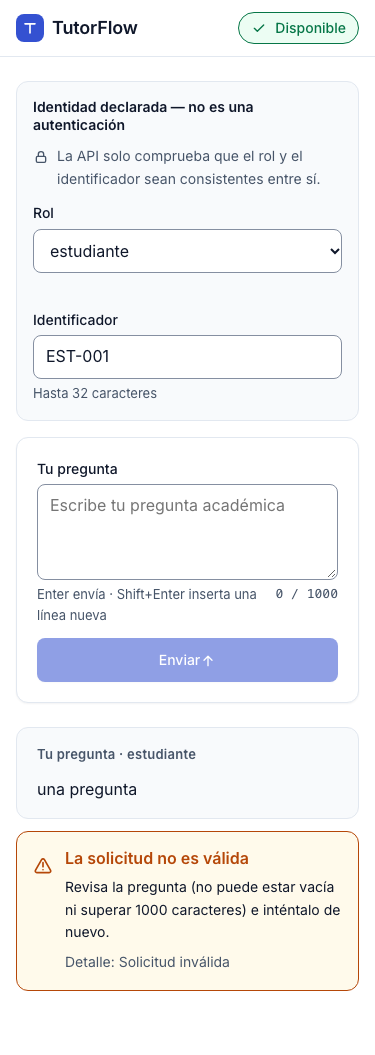 TutorFlow
Disponible
Identidad declarada — no es una
autenticación
La API solo comprueba que el rol y el
identificador sean consistentes entre sí.
Rol
estudiante
Identificador
EST-001
Hasta 32 caracteres
Tu pregunta
Escribe tu pregunta académica
Enter envía · Shift+Enter inserta una
línea nueva
0 / 1000
Enviar↑
Tu pregunta · estudiante
una pregunta
La solicitud no es válida
Revisa la pregunta (no puede estar vacía
ni superar 1000 caracteres) e inténtalo de
nuevo.
Detalle: Solicitud inválida